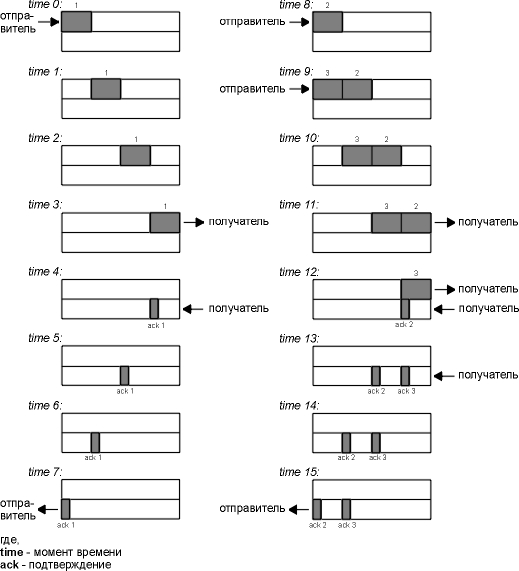 time 0:
1
отпра-
витель
time 1:
1
time 2:
1
time 3:
1
получатель
time 4:
получатель
ack 1
time 5:
ack 1
time 6:
ack 1
time 7:
отпра-
витель
ack 1
time 8:
2
отправитель
time 9:
3 2
отправитель
time 10:
3 2
time 11:
3 2
получатель
time 12:
3
получатель
получатель
ack 2
time 13:
получатель
ack 2 ack 3
time 14:
ack 2 ack 3
time 15:
отправитель
ack 2 ack 3
где,
time - момент времени
ack - подтверждение